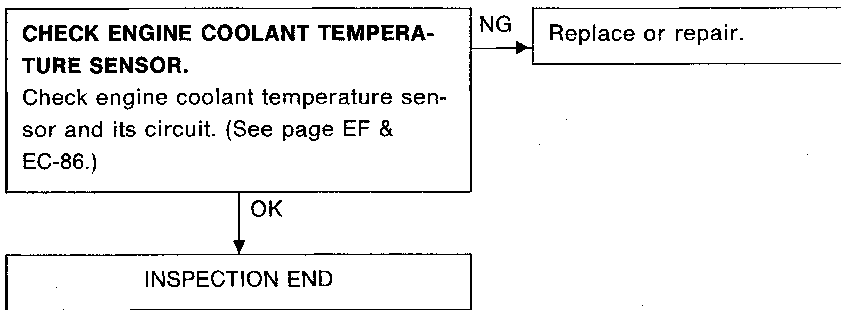 CHECK ENGINE COOLANT TEMPERA-
TURE SENSOR.
Check engine coolant temperature sen-
sor and its circuit. (See page EF &
EC-86.)
NG
Replace or repair.
OK
INSPECTION END